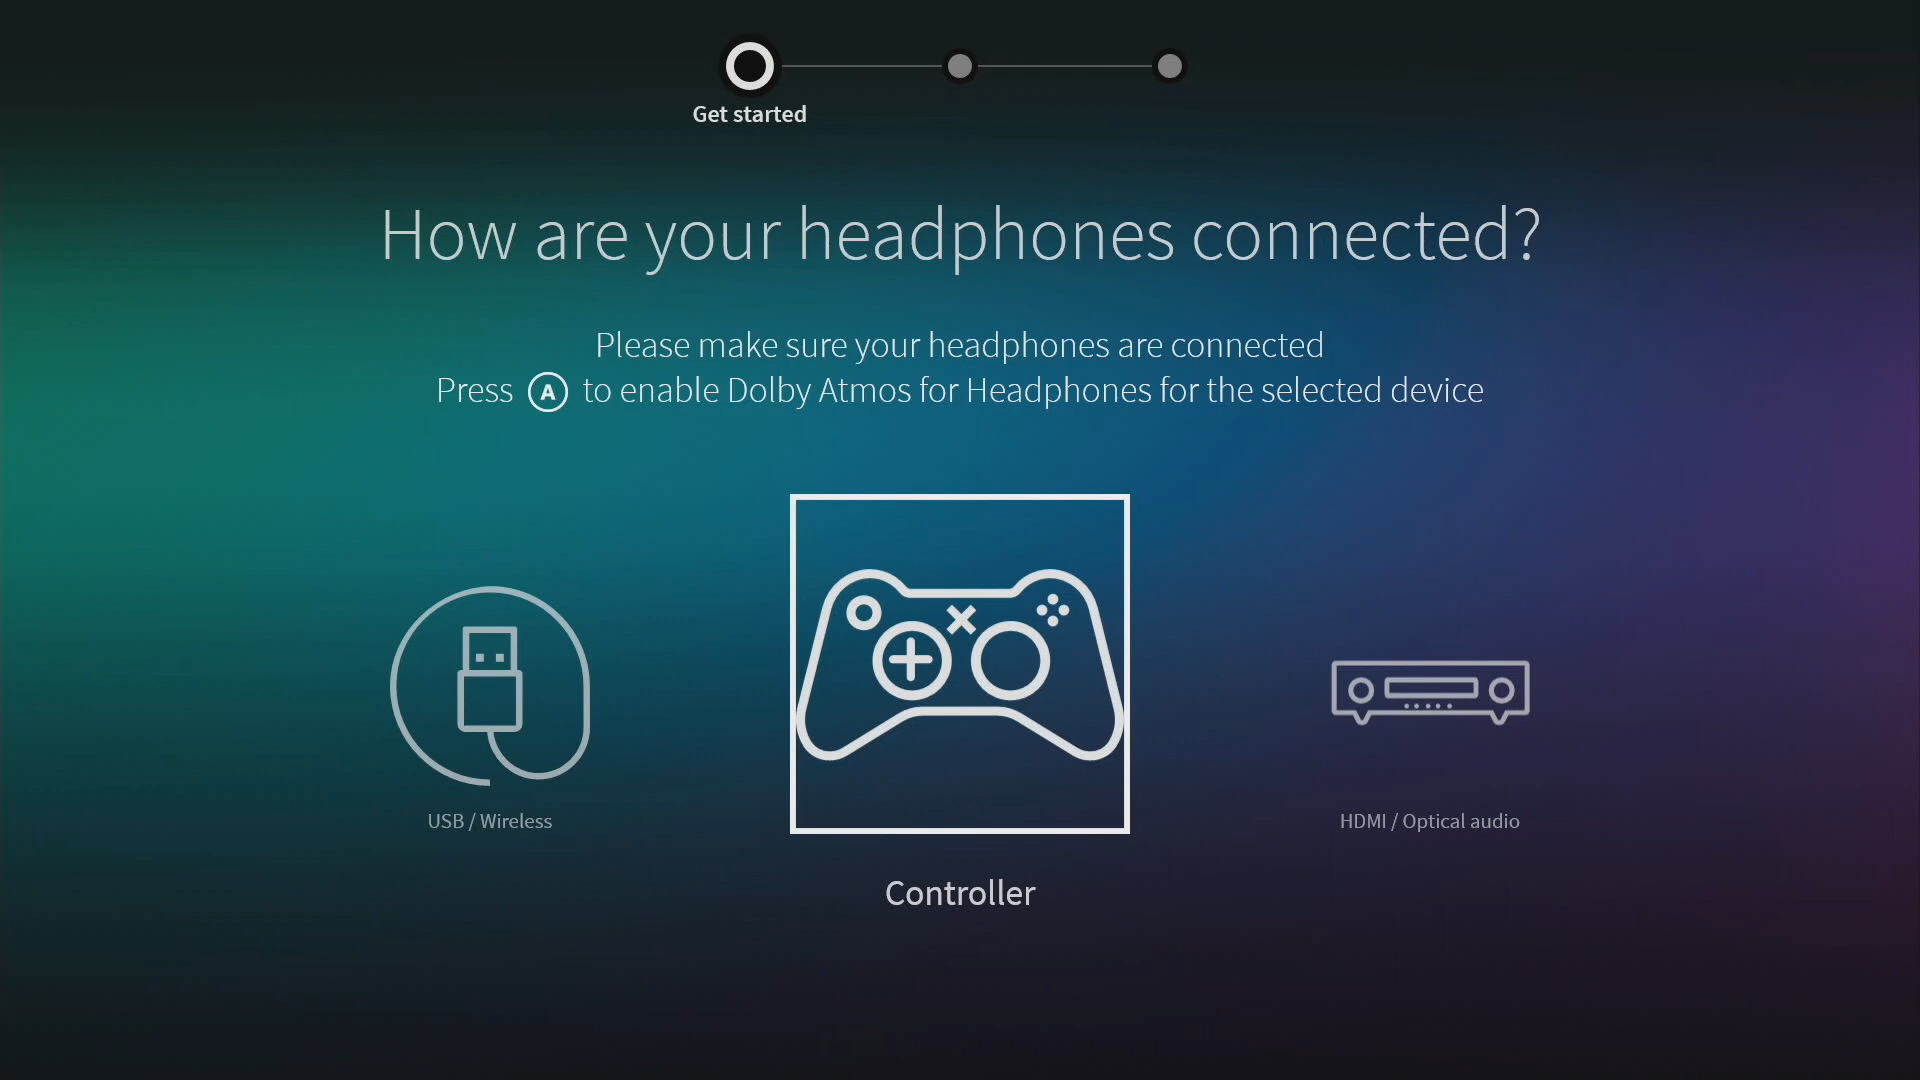 Get started
How are your headphones connected?
Please make sure your headphones are connected
Press A to enable Dolby Atmos for Headphones for the selected device
USB / Wireless
HDMI / Optical audio
Controller